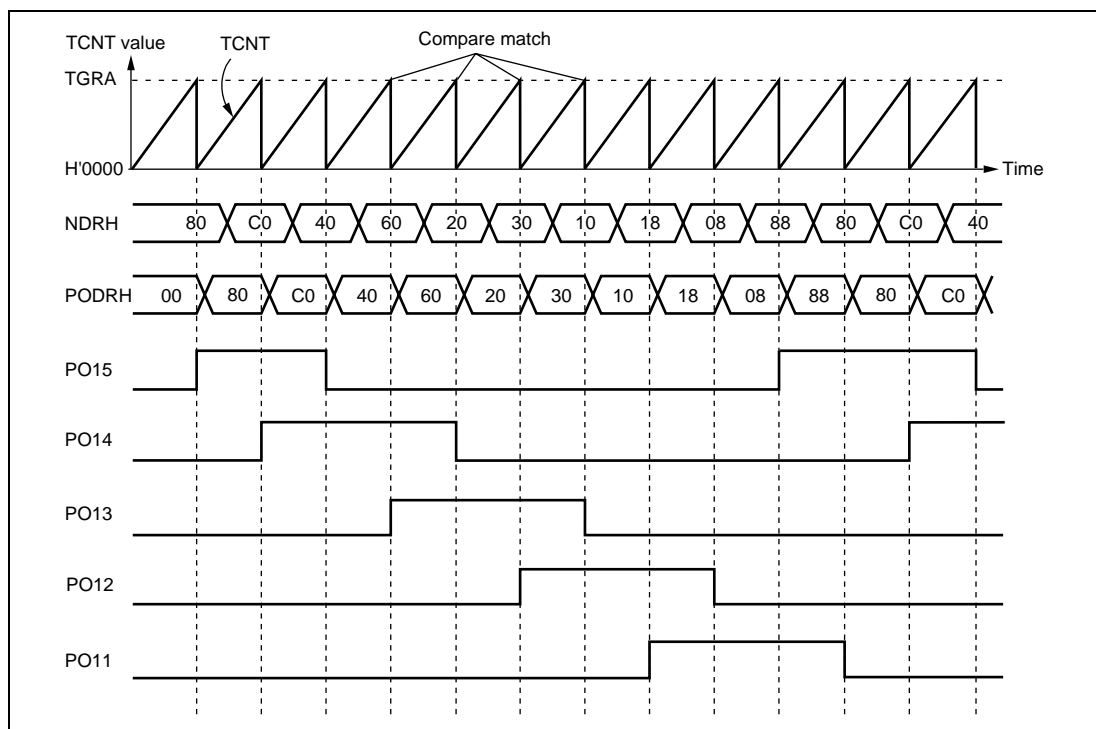 TCNT value TCNT Compare match
TGRA
H'0000 Time
NDRH 80 C0 40 60 20 30 10 18 08 88 80 C0 40
PODRH 00 80 C0 40 60 20 30 10 18 08 88 80 C0
PO15
PO14
PO13
PO12
PO11